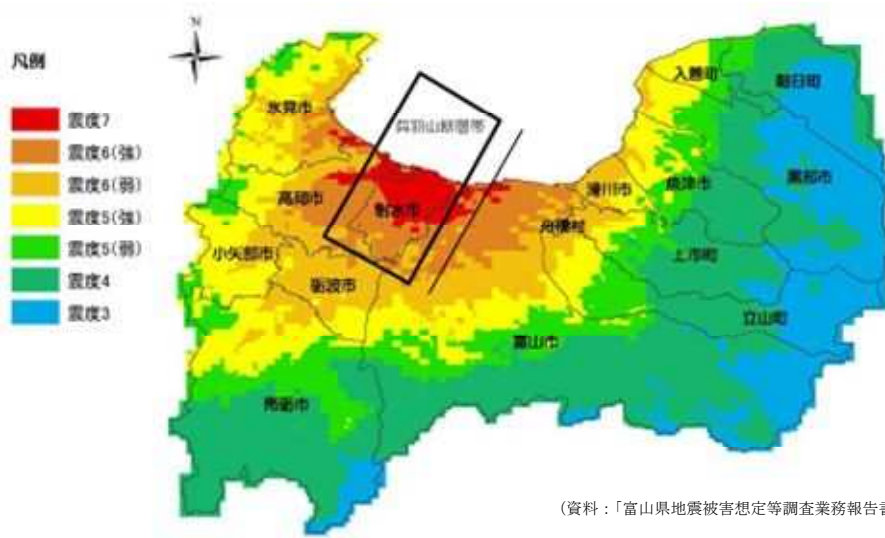 N
凡例
震度7
震度6(強)
震度6(弱)
震度5(強)
震度5(弱)
震度4
震度3
入善町
朝日町
氷見市
呉羽山断層帯
黒部市
魚津市
滑川市
高岡市
射水市
舟橋村
小矢部市
上市町
砺波市
立山町
富山市
南砺市
(資料：「富山県地震被害想定等調査業務報告書